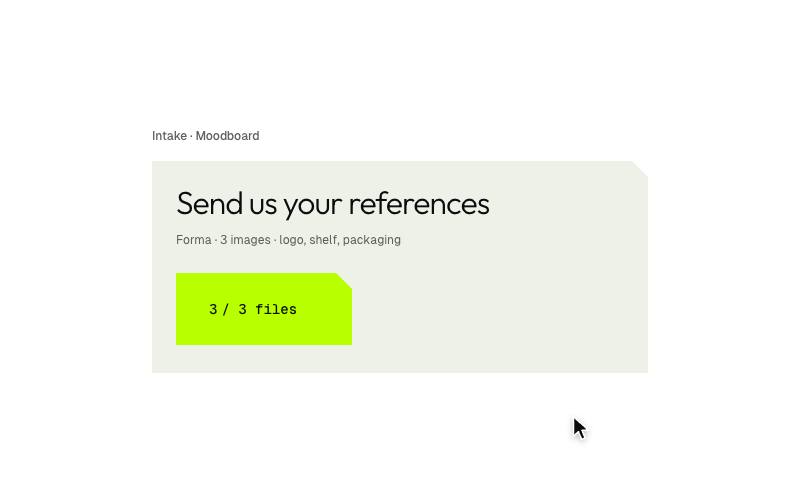 Intake · Moodboard
Send us your references
Forma · 3 images · logo, shelf, packaging
3 / 3 files